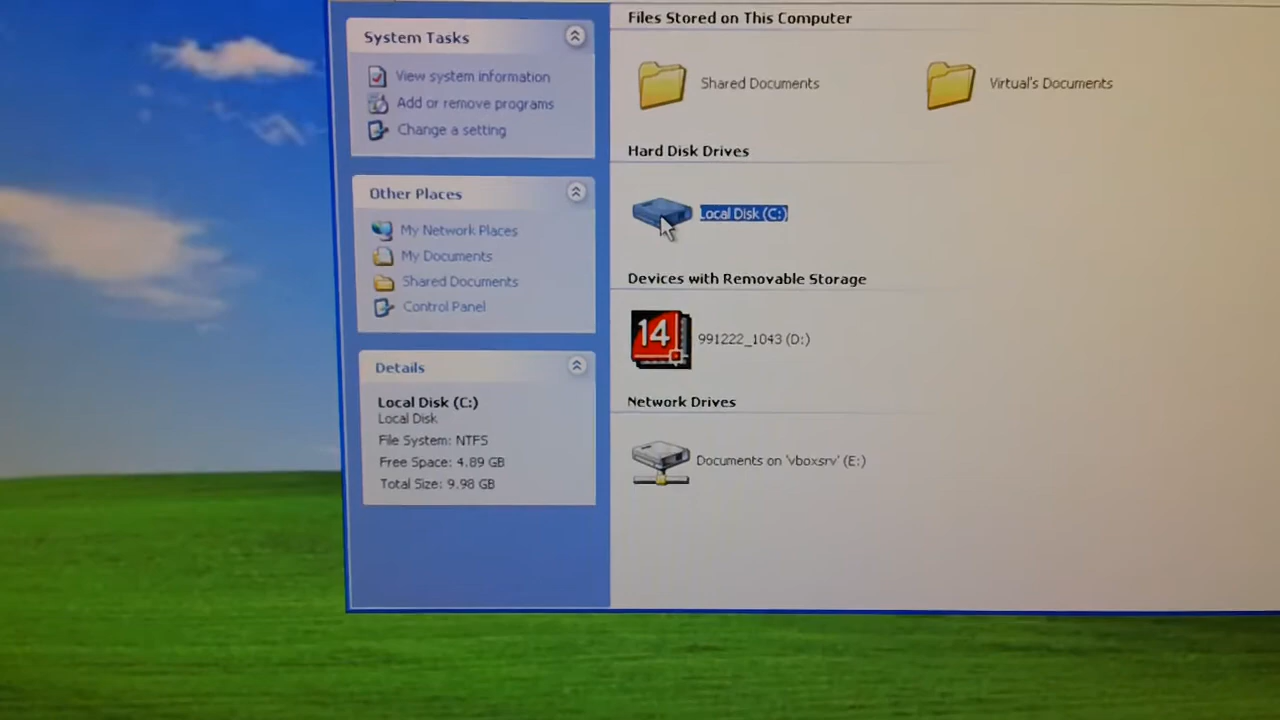 System Tasks
View system information
Add or remove programs
Change a setting
Other Places
My Network Places
My Documents
Shared Documents
Control Panel
Details
Local Disk (C:)
Local Disk
File System: NTFS
Free Space: 4.89 GB
Total Size: 9.98 GB
Files Stored on This Computer
Shared Documents
Virtual's Documents
Hard Disk Drives
Local Disk (C:)
Devices with Removable Storage
14
991222_1043 (D:)
Network Drives
Documents on 'vboxsrv' (E:)